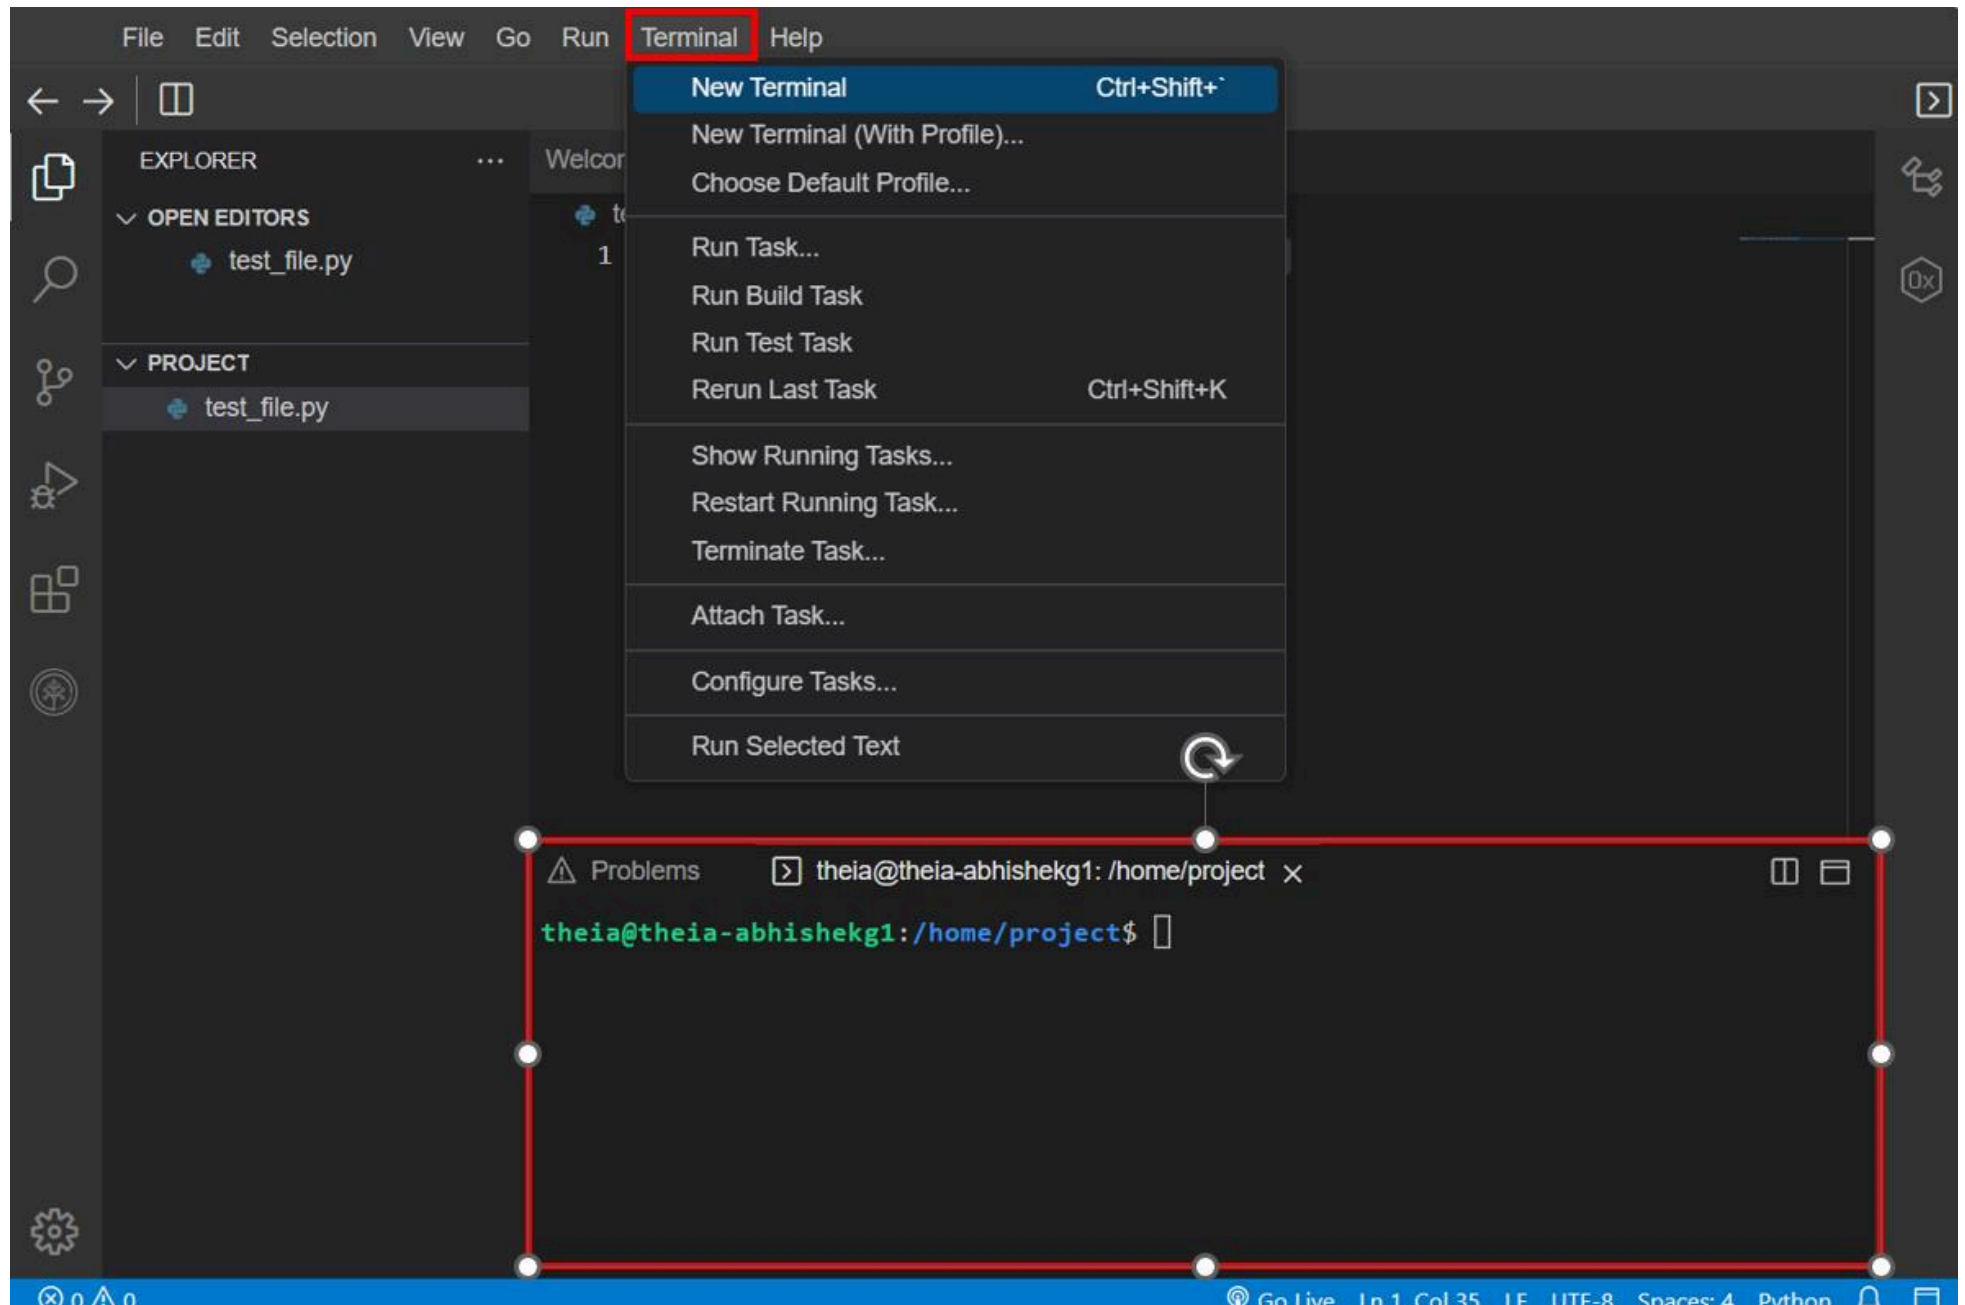 File Edit Selection View Go Run Terminal Help
New Terminal Ctrl+Shift+`
New Terminal (With Profile)...
Choose Default Profile...
Run Task...
Run Build Task
Run Test Task
Rerun Last Task Ctrl+Shift+K
Show Running Tasks...
Restart Running Task...
Terminate Task...
Attach Task...
Configure Tasks...
Run Selected Text
EXPLORER ...
OPEN EDITORS
test_file.py
PROJECT
test_file.py
Welcor
te
1
0x
Problems theia@theia-abhishekg1: /home/project ×
theia@theia-abhishekg1:/home/project$
0 0 Go Live Ln 1, Col 35 LF UTF-8 Spaces: 4 Python